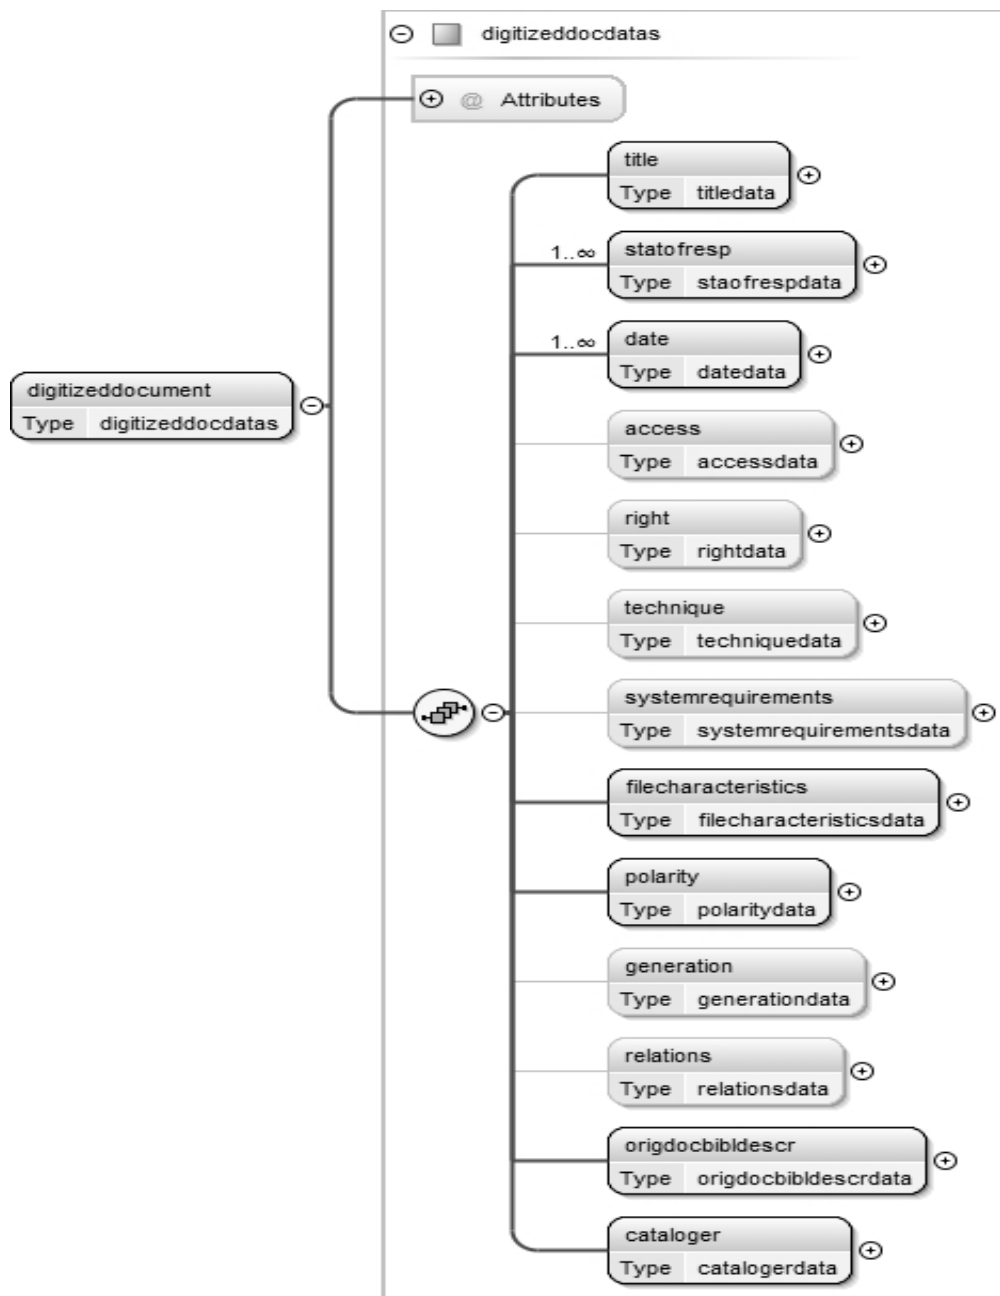 digitizeddocdatas
@ Attributes
title
Type titledata
1..∞
statofresp
Type staofrespdata
1..∞
date
Type datedata
digitizeddocument
Type digitizeddocdatas
access
Type accessdata
right
Type rightdata
technique
Type techniquedata
systemrequirements
Type systemrequirementsdata
filecharacteristics
Type filecharacteristicsdata
polarity
Type polaritydata
generation
Type generationdata
relations
Type relationsdata
origdocbibldescr
Type origdocbibldescrdata
cataloger
Type catalogerdata